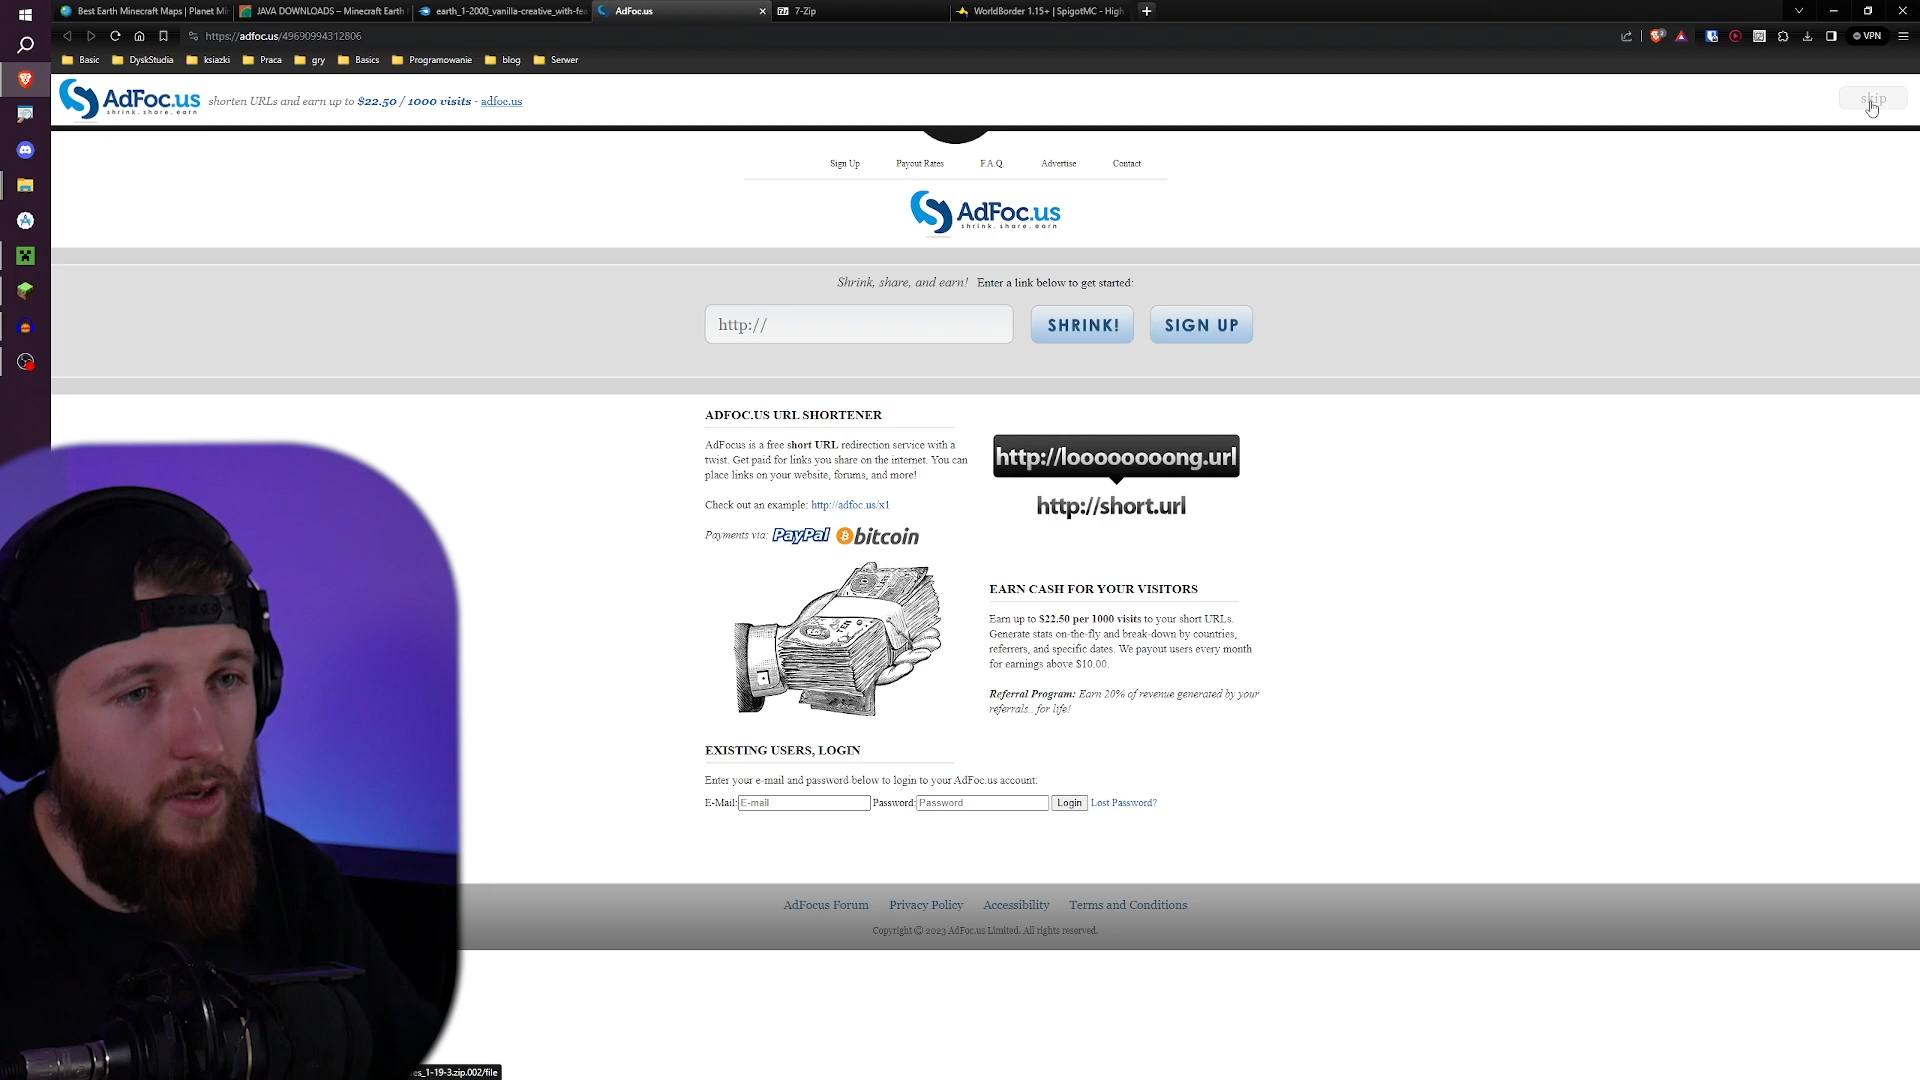 Best Earth Minecraft Maps | Planet Mi
JAVA DOWNLOADS – Minecraft Earth
earth_1-2000_vanilla-creative_with-fea
AdFoc.us
7-Zip
WorldBorder 1.15+ | SpigotMC - High
https://adfoc.us/49690994312806
VPN
Basic
DyskStudia
ksiazki
Praca
gry
Basics
Programowanie
blog
Serwer
AdFoc.us
shrink. share. earn
shorten URLs and earn up to $22.50 / 1000 visits - adfoc.us
skip
Sign Up
Payout Rates
F.A.Q.
Advertise
Contact
AdFoc.us
shrink. share. earn
Shrink, share, and earn! Enter a link below to get started:
http://
SHRINK!
SIGN UP
ADFOC.US URL SHORTENER
AdFocus is a free short URL redirection service with a
twist. Get paid for links you share on the internet. You can
place links on your website, forums, and more!
Check out an example: http://adfoc.us/x1
Payments via: PayPal bitcoin
http://looooooooong.url
http://short.url
EARN CASH FOR YOUR VISITORS
Earn up to $22.50 per 1000 visits to your short URLs.
Generate stats on-the-fly and break-down by countries,
referrers, and specific dates. We payout users every month
for earnings above $10.00.
Referral Program: Earn 20% of revenue generated by your
referrals.. for life!
EXISTING USERS, LOGIN
Enter your e-mail and password below to login to your AdFoc.us account:
E-Mail: E-mail Password: Password Login Lost Password?
AdFocus Forum
Privacy Policy
Accessibility
Terms and Conditions
Copyright © 2023 AdFoc.us Limited. All rights reserved.
es_1-19-3.zip.002/file